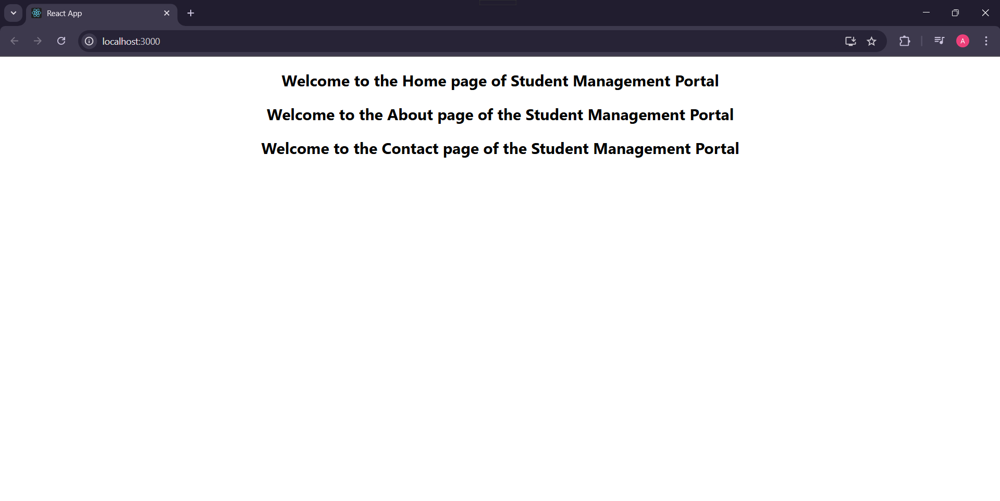 React App
localhost:3000
A
Welcome to the Home page of Student Management Portal
Welcome to the About page of the Student Management Portal
Welcome to the Contact page of the Student Management Portal